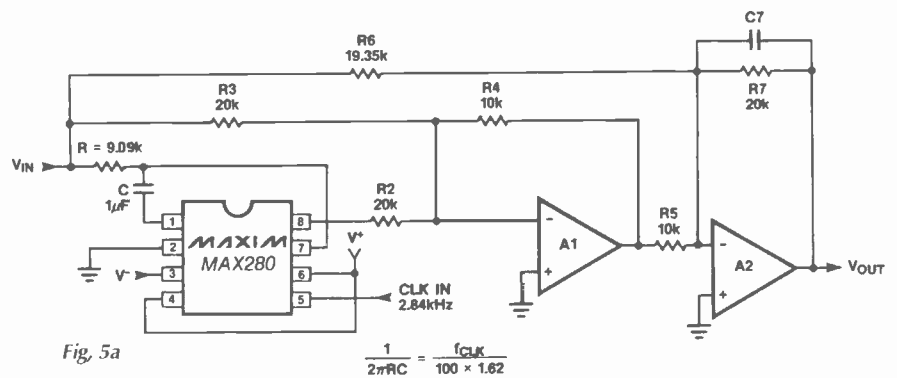 C7
R6
19.35k
R7
20k
R3
20k
R4
10k
R = 9.09k
VIN
C
1µF
R2
20k
R5
10k
A1
A2
VOUT
1
2
3
4
8
7
6
5
MAXIM
MAX280
V+
V-
CLK IN
2.84kHz
-
+
-
+
Fig, 5a
1/2πRC = fCLK/100 × 1.62